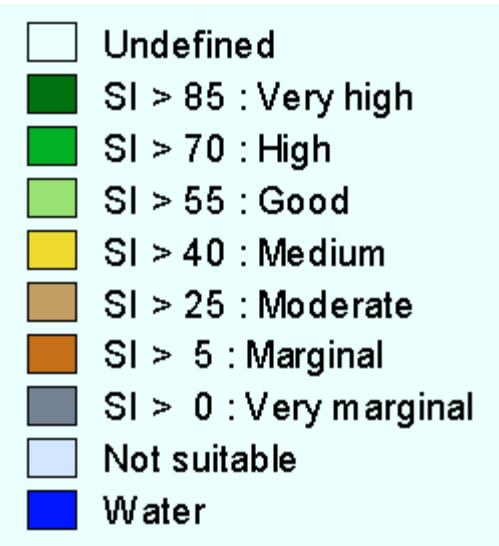 Undefined
SI > 85 : Very high
SI > 70 : High
SI > 55 : Good
SI > 40 : Medium
SI > 25 : Moderate
SI > 5 : Marginal
SI > 0 : Very marginal
Not suitable
Water